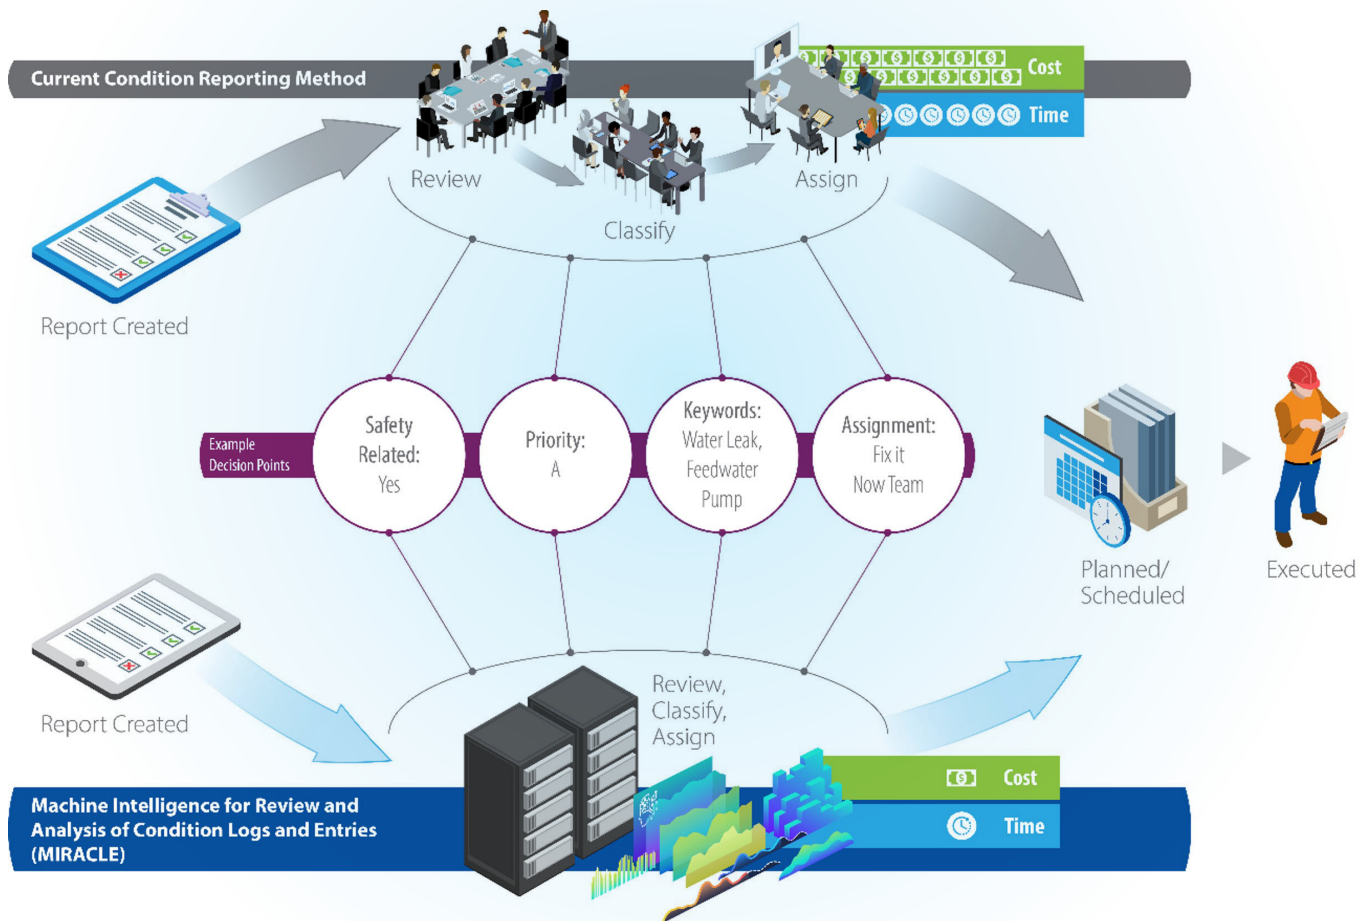 Current Condition Reporting Method
Cost
Time
Review
Classify
Assign
Report Created
Example
Decision Points
Safety
Related:
Yes
Priority:
A
Keywords:
Water Leak,
Feedwater
Pump
Assignment:
Fix it
Now Team
Planned/
Scheduled
Executed
Report Created
Review,
Classify,
Assign
Cost
Time
Machine Intelligence for Review and
Analysis of Condition Logs and Entries
(MIRACLE)